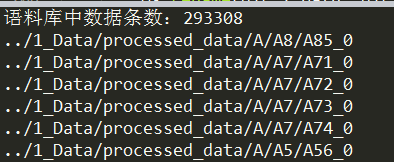 语料库中数据条数：293308
../1_Data/processed_data/A/A8/A85_0
../1_Data/processed_data/A/A7/A71_0
../1_Data/processed_data/A/A7/A72_0
../1_Data/processed_data/A/A7/A73_0
../1_Data/processed_data/A/A7/A74_0
../1_Data/processed_data/A/A5/A56_0